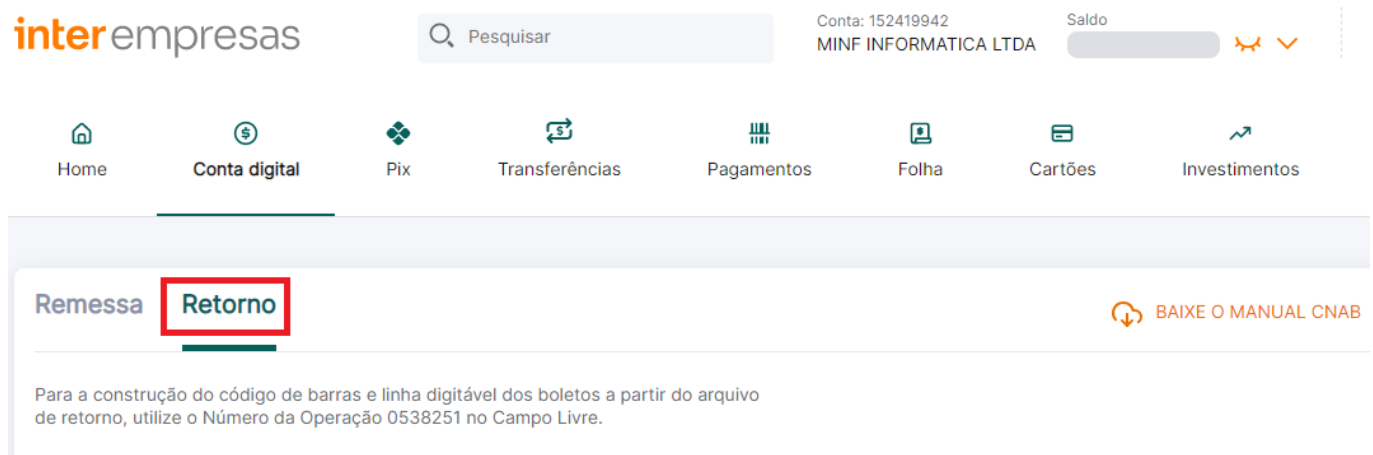 inter empresas
Pesquisar
Conta: 152419942
MINF INFORMATICA LTDA
Saldo
Home
Conta digital
Pix
Transferências
Pagamentos
Folha
Cartões
Investimentos
Remessa
Retorno
BAIXE O MANUAL CNAB
Para a construção do código de barras e linha digitável dos boletos a partir do arquivo
de retorno, utilize o Número da Operação 0538251 no Campo Livre.